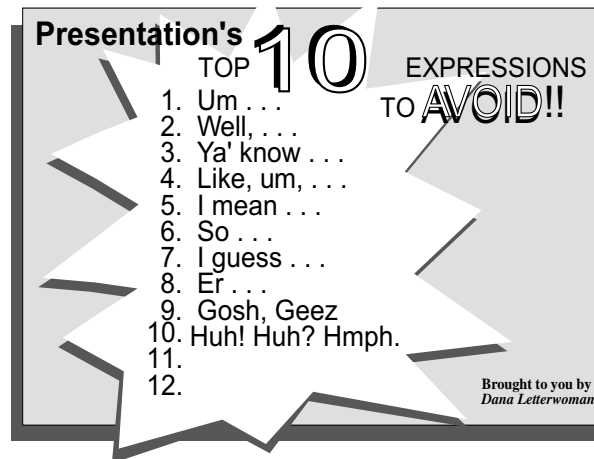 Presentation's
TOP 10 EXPRESSIONS
TO AVOID!!
1. Um . . .
2. Well, . . .
3. Ya' know . . .
4. Like, um, . . .
5. I mean . . .
6. So . . .
7. I guess . . .
8. Er . . .
9. Gosh, Geez
10. Huh! Huh? Hmph.
11.
12.
Brought to you by
Dana Letterwoman